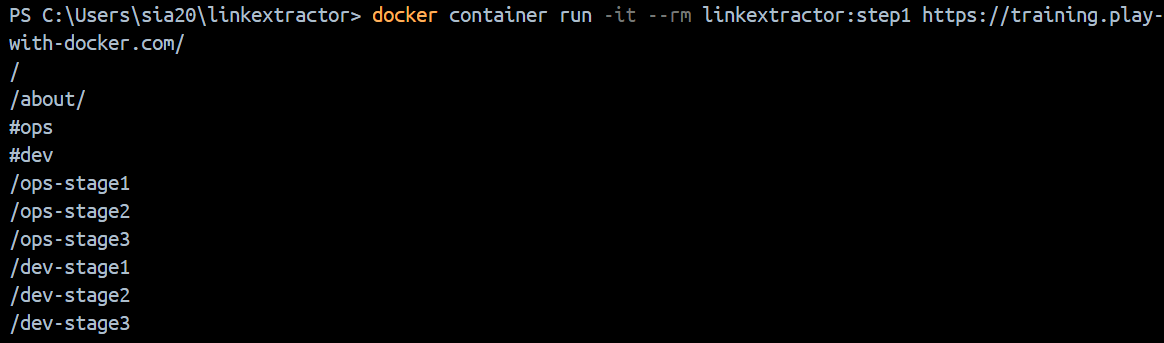 PS C:\Users\sia20\linkextractor> docker container run -it --rm linkextractor:step1 https://training.play-
with-docker.com/
/
/about/
#ops
#dev
/ops-stage1
/ops-stage2
/ops-stage3
/dev-stage1
/dev-stage2
/dev-stage3